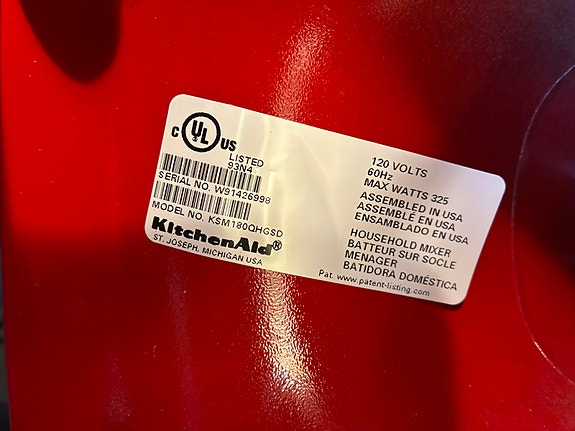 C UL US
LISTED
93N4
SERIAL NO. W91426998
MODEL NO. KSM180QHGSD
KitchenAid®
ST. JOSEPH, MICHIGAN USA
120 VOLTS
60Hz
MAX WATTS 325
ASSEMBLED IN USA
ASSEMBLÉ EN USA
ENSAMBLADO EN USA
HOUSEHOLD MIXER
BATTEUR SUR SOCLE
MENAGER
BATIDORA DOMÉSTICA
Pat. www.patent-listing.com